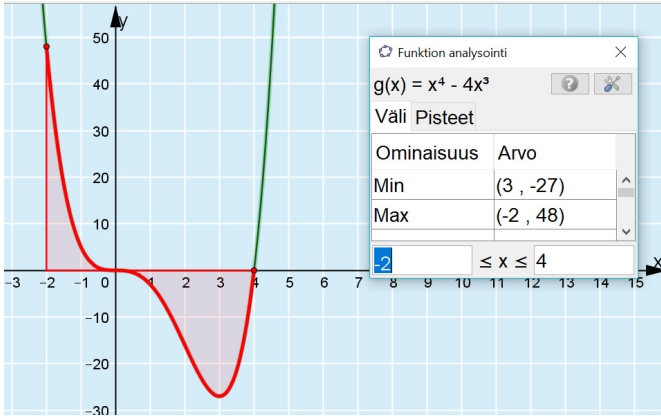 y
50
40
30
20
10
-10
-20
-30
-3 -2 -1 0 1 2 3 4 5 6 7 8 9 10 11 12 13 14 15
x
Funktion analysointi
g(x) = x⁴ - 4x³
?
Väli Pisteet
Ominaisuus Arvo
Min (3 , -27)
Max (-2 , 48)
-2 ≤ x ≤ 4